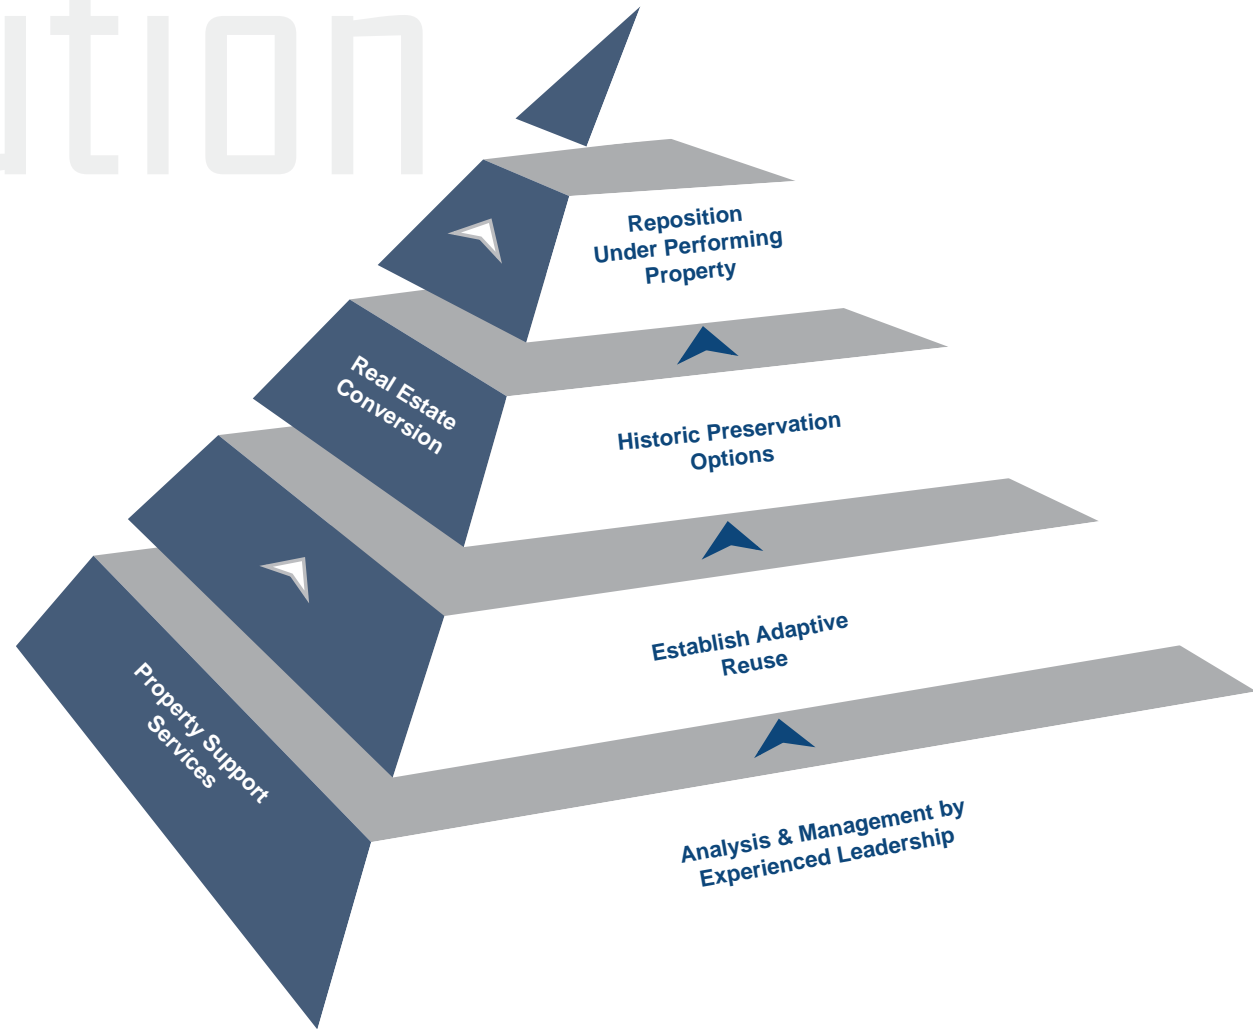 ution
Reposition
Under Performing
Property
Real Estate
Conversion
Historic Preservation
Options
Establish Adaptive
Reuse
Property Support
Services
Analysis & Management by
Experienced Leadership